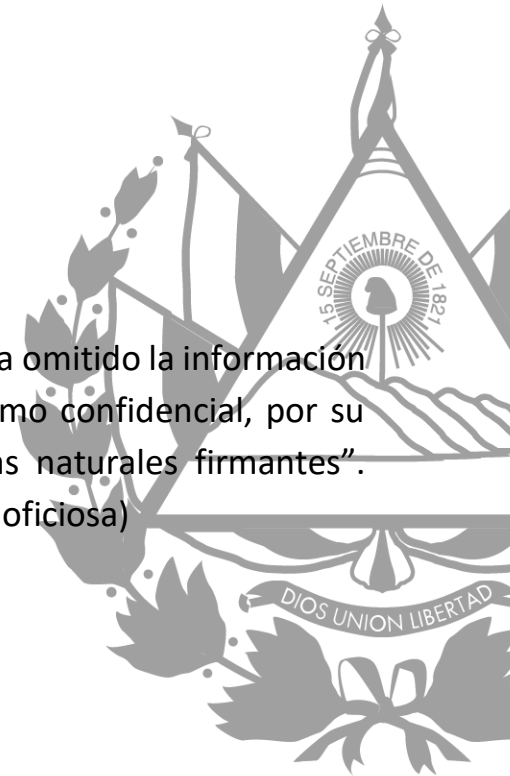 15 SEPTIEMBRE DE 1821
a omitido la información
mo confidencial, por su
as naturales firmantes”.
oficiosa)
DIOS UNION LIBERTAD